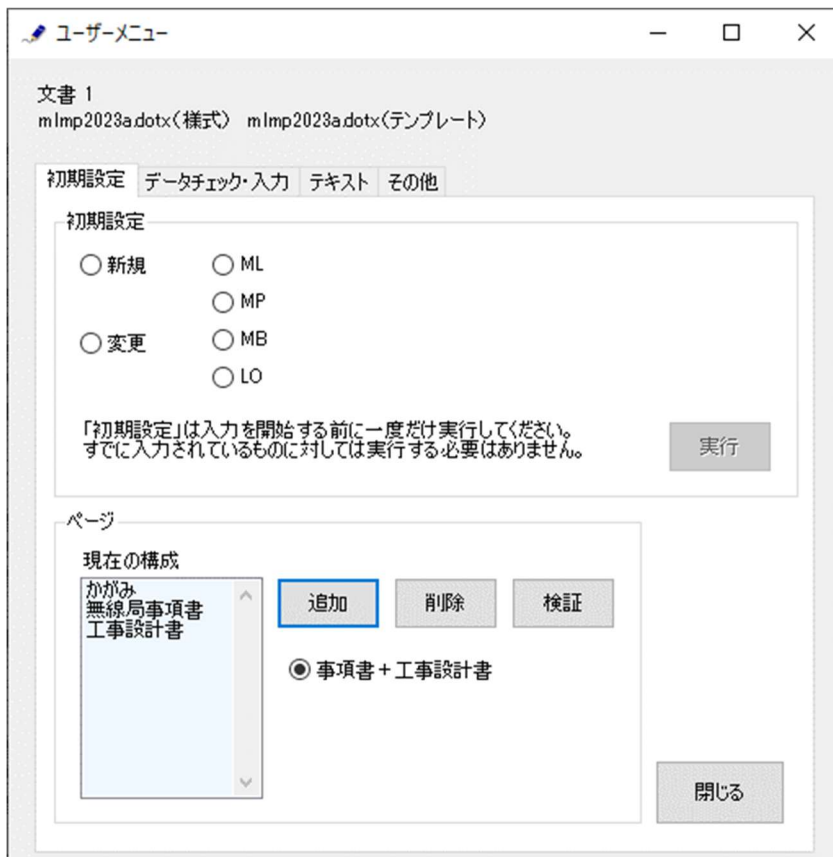 ユーザーメニュー
文書 1
mlmp2023a.dotx(様式) mlmp2023a.dotx(テンプレート)
初期設定 データチェック・入力 テキスト その他
初期設定
新規 ML
MP
変更 MB
LO
「初期設定」は入力を開始する前に一度だけ実行してください。
すでに入力されているものに対しては実行する必要はありません。
実行
ページ
現在の構成
かがみ
無線局事項書
工事設計書
追加 削除 検証
事項書+工事設計書
閉じる